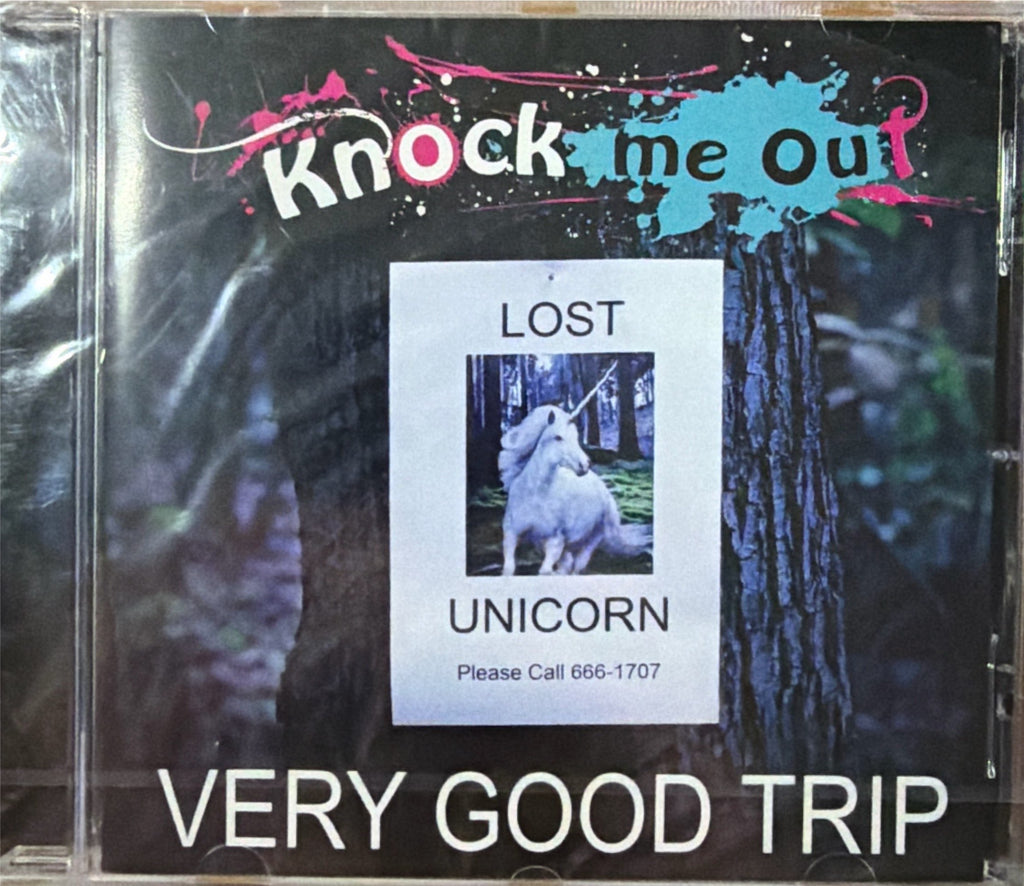 Knock me Out
LOST
UNICORN
Please Call 666-1707
VERY GOOD TRIP